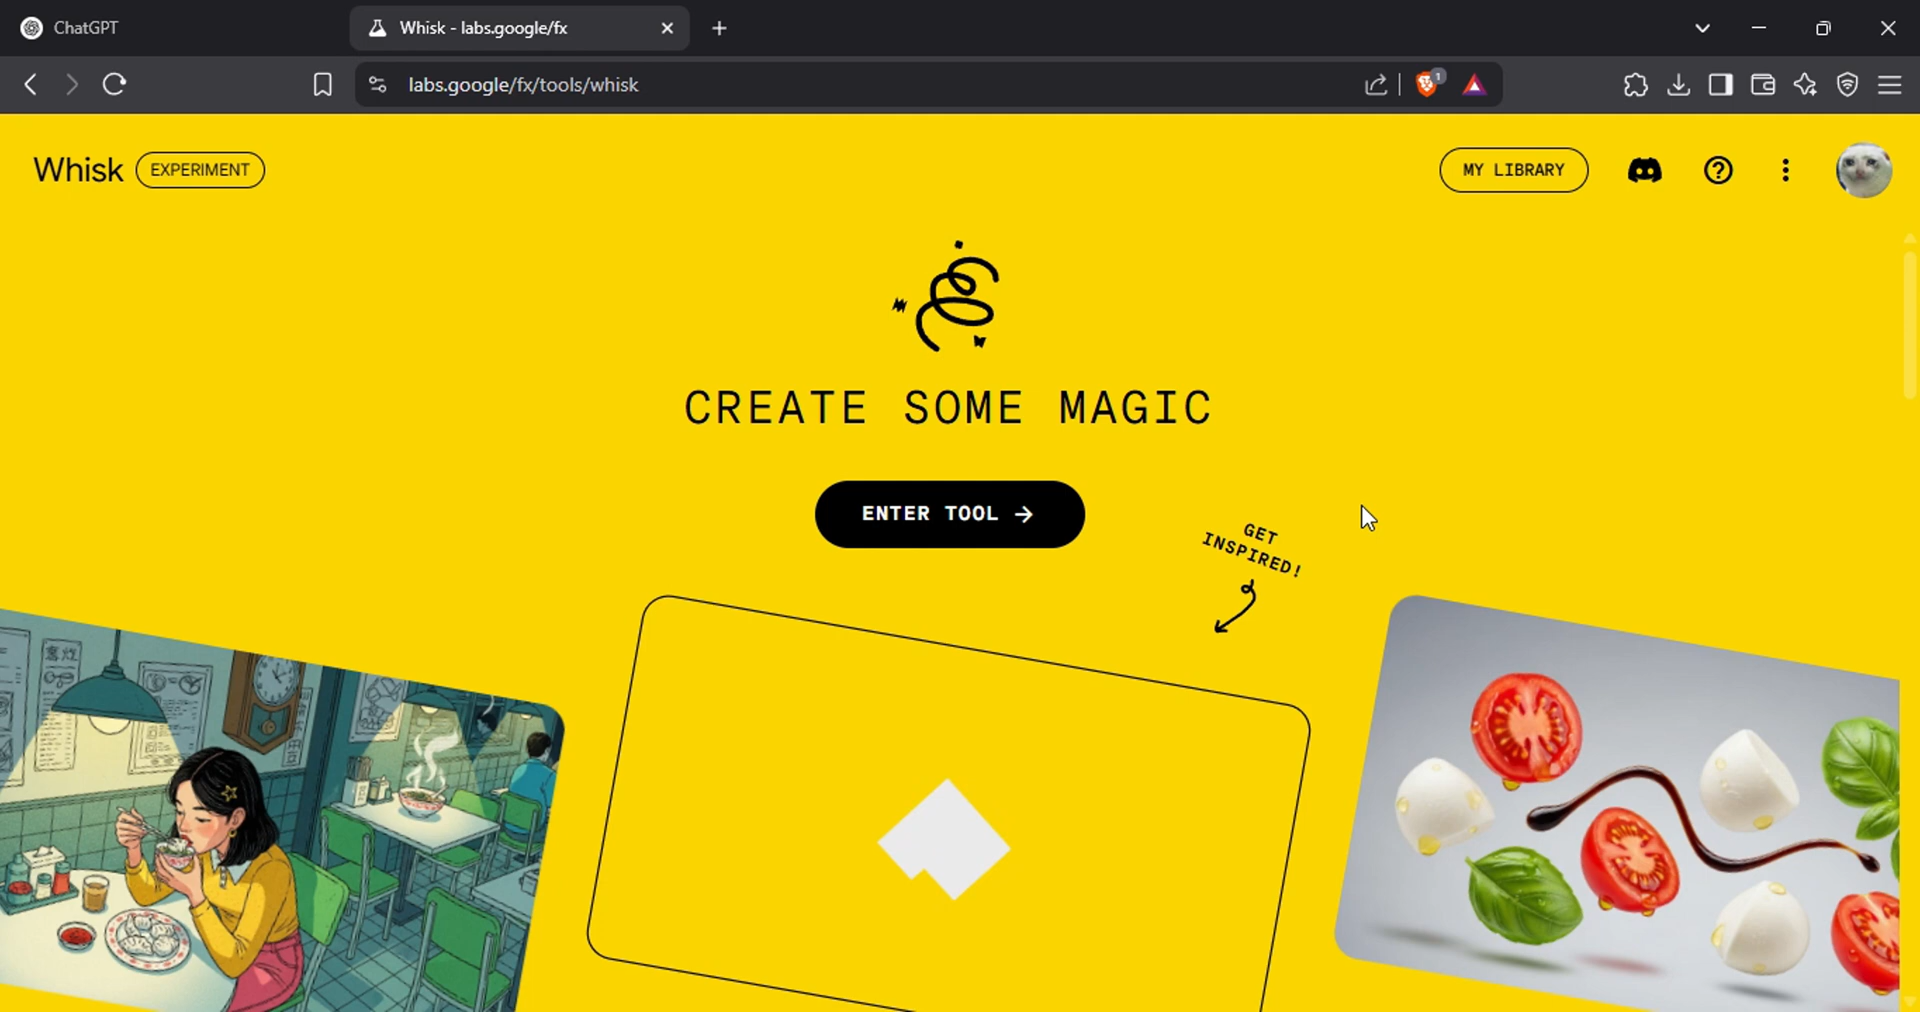 ChatGPT
Whisk - labs.google/fx
labs.google/fx/tools/whisk
1
Whisk
EXPERIMENT
MY LIBRARY
CREATE SOME MAGIC
ENTER TOOL →
GET
INSPIRED!